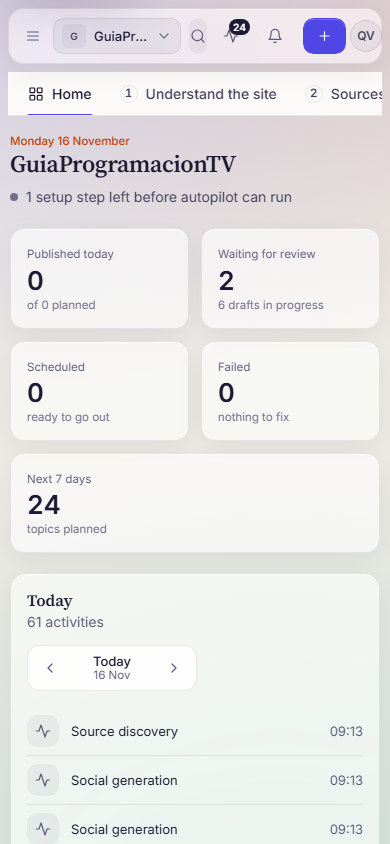 G GuiaPr... 24 QV
Home 1 Understand the site 2 Sources
Monday 16 November
GuiaProgramacionTV
1 setup step left before autopilot can run
Published today
0
of 0 planned
Waiting for review
2
6 drafts in progress
Scheduled
0
ready to go out
Failed
0
nothing to fix
Next 7 days
24
topics planned
Today
61 activities
Today
16 Nov
Source discovery 09:13
Social generation 09:13
Social generation 09:13